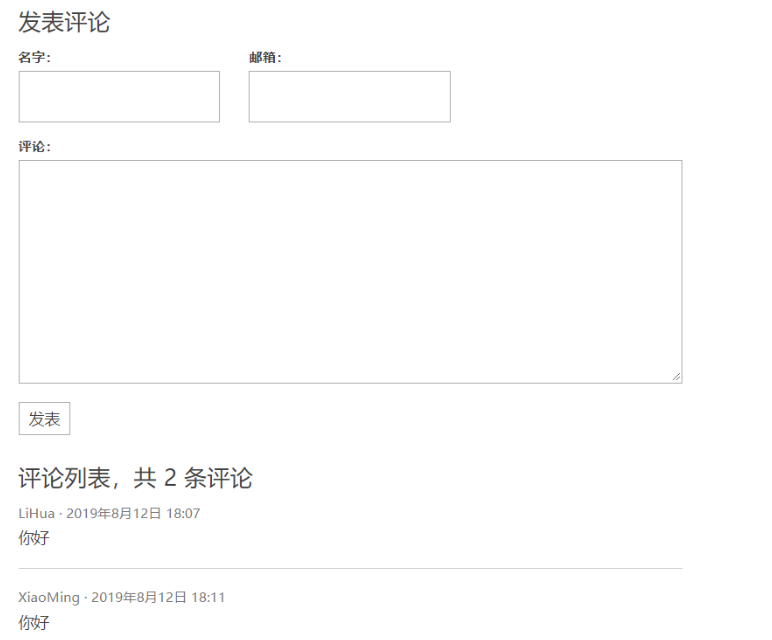 发表评论
名字： 邮箱：
评论：
发表
评论列表，共 2 条评论
LiHua · 2019年8月12日 18:07
你好
XiaoMing · 2019年8月12日 18:11
你好